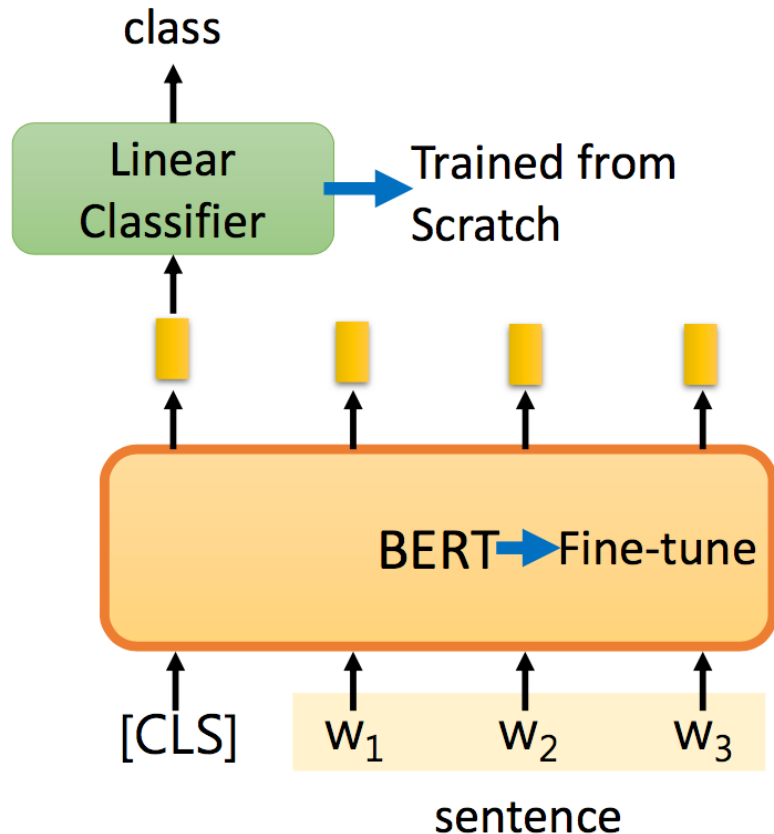 class
Linear
Classifier
Trained from
Scratch
BERT
Fine-tune
[CLS]
w1
w2
w3
sentence